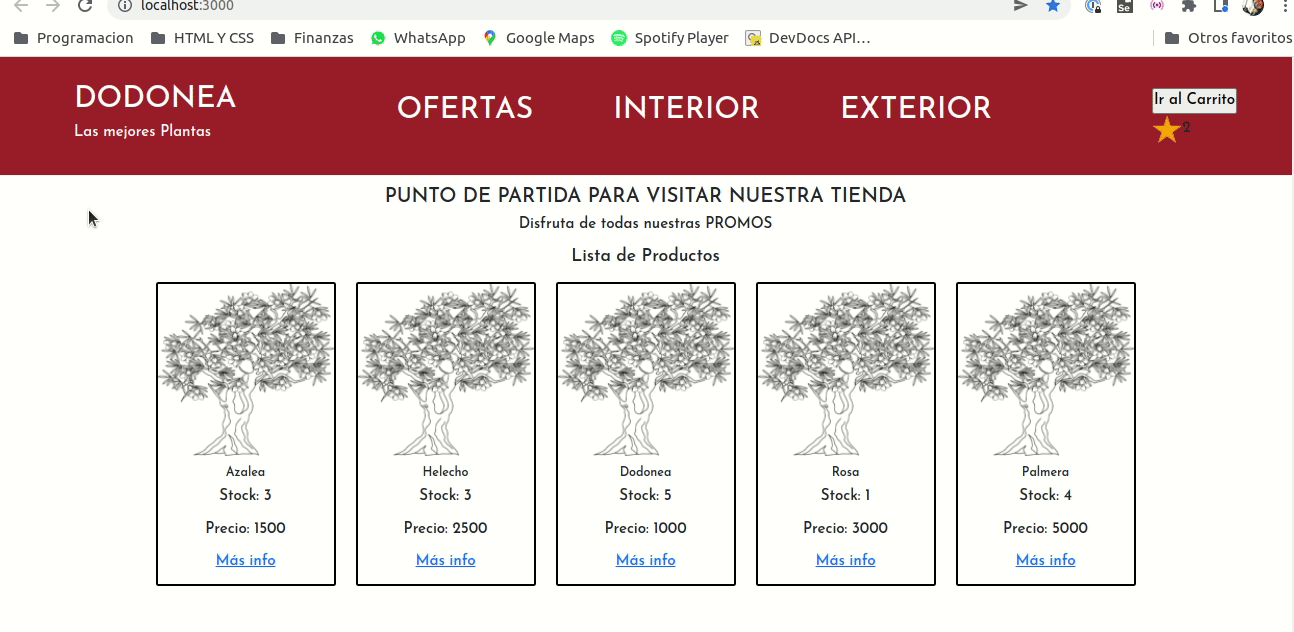 localhost:3000
Programacion HTML Y CSS Finanzas WhatsApp Google Maps Spotify Player DevDocs API... Otros favoritos
DODONEA
Las mejores Plantas
OFERTAS INTERIOR EXTERIOR
Ir al Carrito
2
PUNTO DE PARTIDA PARA VISITAR NUESTRA TIENDA
Disfruta de todas nuestras PROMOS
Lista de Productos
Azalea
Stock: 3
Precio: 1500
Más info
Helecho
Stock: 3
Precio: 2500
Más info
Dodonea
Stock: 5
Precio: 1000
Más info
Rosa
Stock: 1
Precio: 3000
Más info
Palmera
Stock: 4
Precio: 5000
Más info